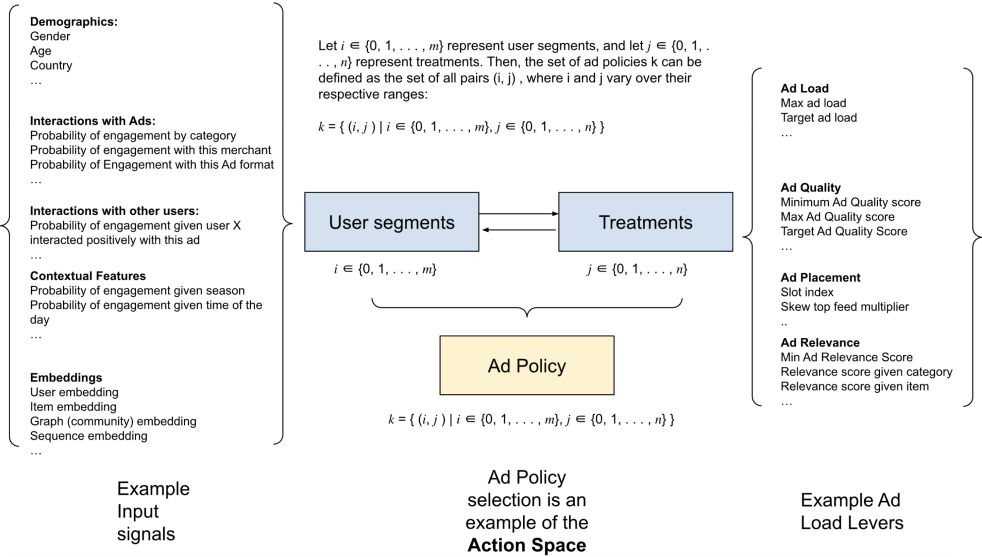 Demographics:
Gender
Age
Country
…
Interactions with Ads:
Probability of engagement by category
Probability of engagement with this merchant
Probability of Engagement with this Ad format
…
Interactions with other users:
Probability of engagement given user X
interacted positively with this ad
…
Contextual Features
Probability of engagement given season
Probability of engagement given time of the
day
…
Embeddings
User embedding
Item embedding
Graph (community) embedding
Sequence embedding
…
Example
Input
signals
Let i ∈ {0, 1, . . . , m} represent user segments, and let j ∈ {0, 1, .
. . , n} represent treatments. Then, the set of ad policies k can be
defined as the set of all pairs (i, j) , where i and j vary over their
respective ranges:
k = { (i, j ) | i ∈ {0, 1, . . . , m}, j ∈ {0, 1, . . . , n} }
User segments
Treatments
i ∈ {0, 1, . . . , m}
j ∈ {0, 1, . . . , n}
Ad Policy
k = { (i, j ) | i ∈ {0, 1, . . . , m}, j ∈ {0, 1, . . . , n} }
Ad Policy
selection is an
example of the
Action Space
Ad Load
Max ad load
Target ad load
…
Ad Quality
Minimum Ad Quality score
Max Ad Quality score
Target Ad Quality Score
…
Ad Placement
Slot index
Skew top feed multiplier
..
Ad Relevance
Min Ad Relevance Score
Relevance score given category
Relevance score given item
…
Example Ad
Load Levers